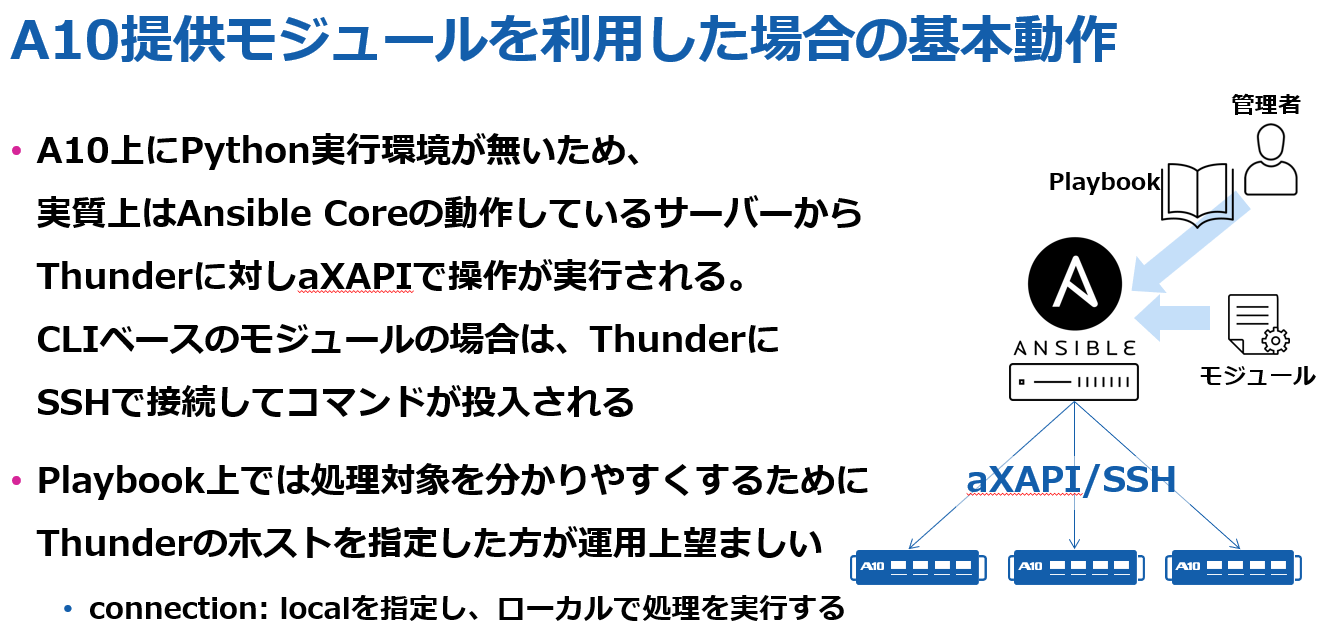 A10提供モジュールを利用した場合の基本動作
• A10上にPython実行環境が無いため、
実質上はAnsible Coreの動作しているサーバーから
Thunderに対しaXAPIで操作が実行される。
CLIベースのモジュールの場合は、Thunderに
SSHで接続してコマンドが投入される
• Playbook上では処理対象を分かりやすくするために
Thunderのホストを指定した方が運用上望ましい
• connection: localを指定し、ローカルで処理を実行する
管理者
Playbook
ANSIBLE
モジュール
aXAPI/SSH
A10
A10
A10